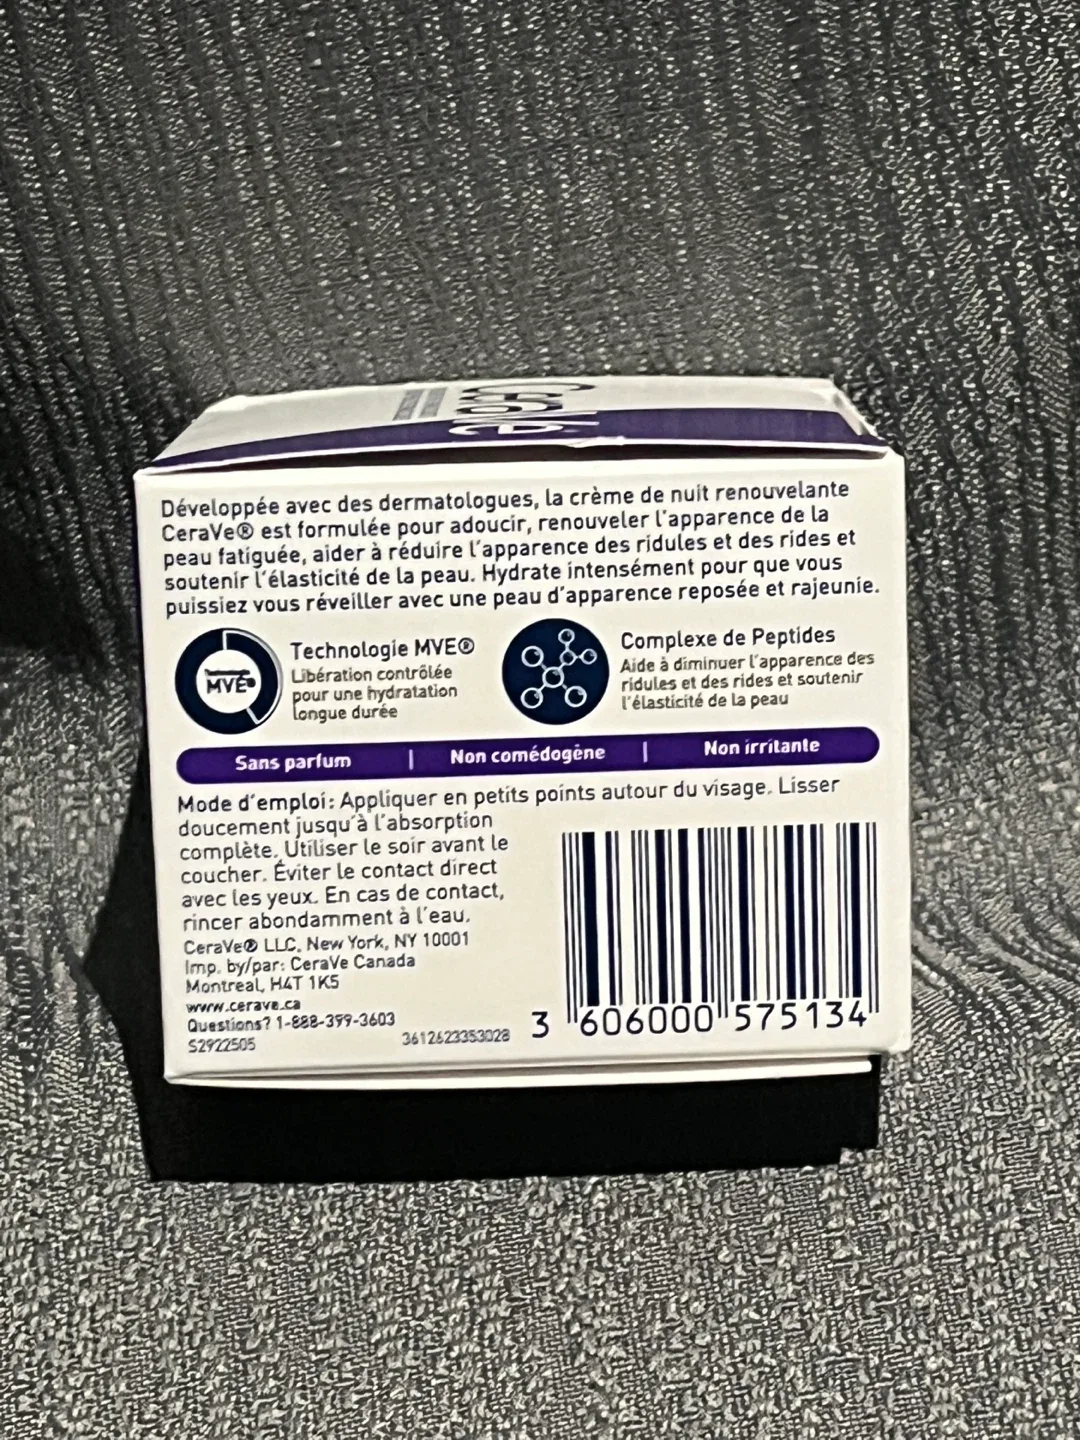 CeraVe
Développée avec des dermatologues, la crème de nuit renouvelante
CeraVe® est formulée pour adoucir, renouveler l'apparence de la
peau fatiguée, aider à réduire l'apparence des ridules et des rides et
soutenir l'élasticité de la peau. Hydrate intensément pour que vous
puissiez vous réveiller avec une peau d'apparence reposée et rajeunie.
MVE
Technologie MVE®
Libération contrôlée
pour une hydratation
longue durée
Complexe de Peptides
Aide à diminuer l'apparence des
ridules et des rides et soutenir
l'élasticité de la peau
Sans parfum | Non comédogène | Non irritante
Mode d'emploi: Appliquer en petits points autour du visage. Lisser
doucement jusqu'à l'absorption
complète. Utiliser le soir avant le
coucher. Éviter le contact direct
avec les yeux. En cas de contact,
rincer abondamment à l'eau.
CeraVe® LLC. New York, NY 10001
Imp. by/par: CeraVe Canada
Montreal, H4T 1K5
www.cerave.ca
Questions? 1-888-399-3603
S2922505
3612623353028
3 606000 575134